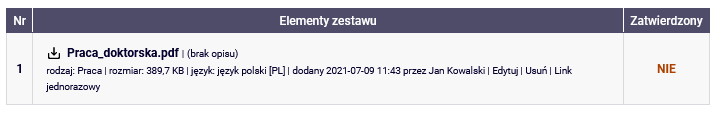 Nr Elementy zestawu Zatwierdzony
1 Praca_doktorska.pdf | (brak opisu) NIE
rodzaj: Praca | rozmiar: 389,7 KB | język: język polski [PL] | dodany 2021-07-09 11:43 przez Jan Kowalski | Edytuj | Usuń | Link
jednorazowy